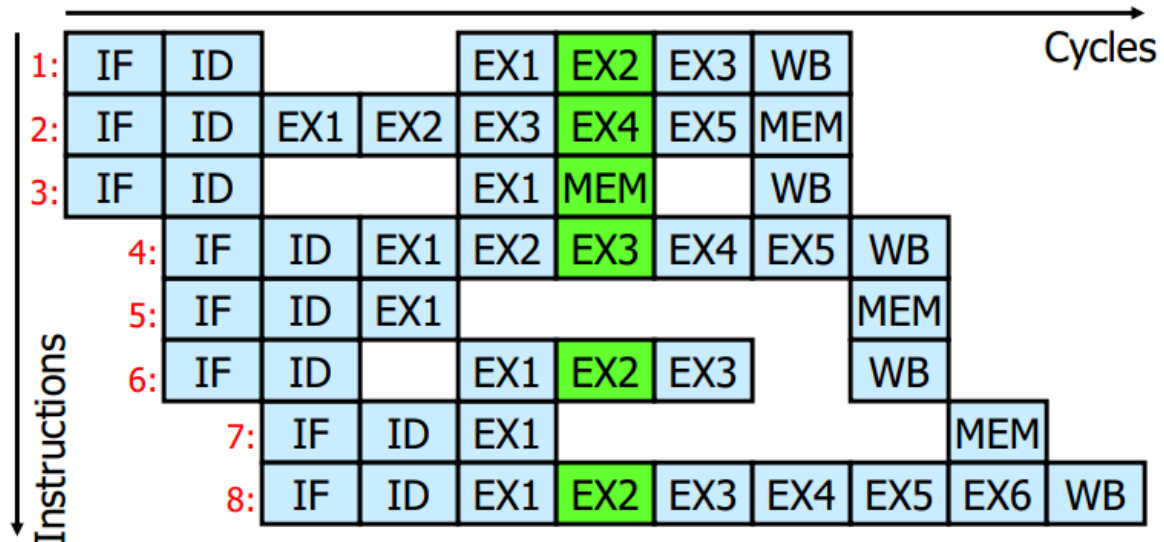 Cycles
1: IF ID EX1 EX2 EX3 WB
2: IF ID EX1 EX2 EX3 EX4 EX5 MEM
3: IF ID EX1 MEM WB
4: IF ID EX1 EX2 EX3 EX4 EX5 WB
5: IF ID EX1 MEM
6: IF ID EX1 EX2 EX3 WB
7: IF ID EX1 MEM
8: IF ID EX1 EX2 EX3 EX4 EX5 EX6 WB
Instructions